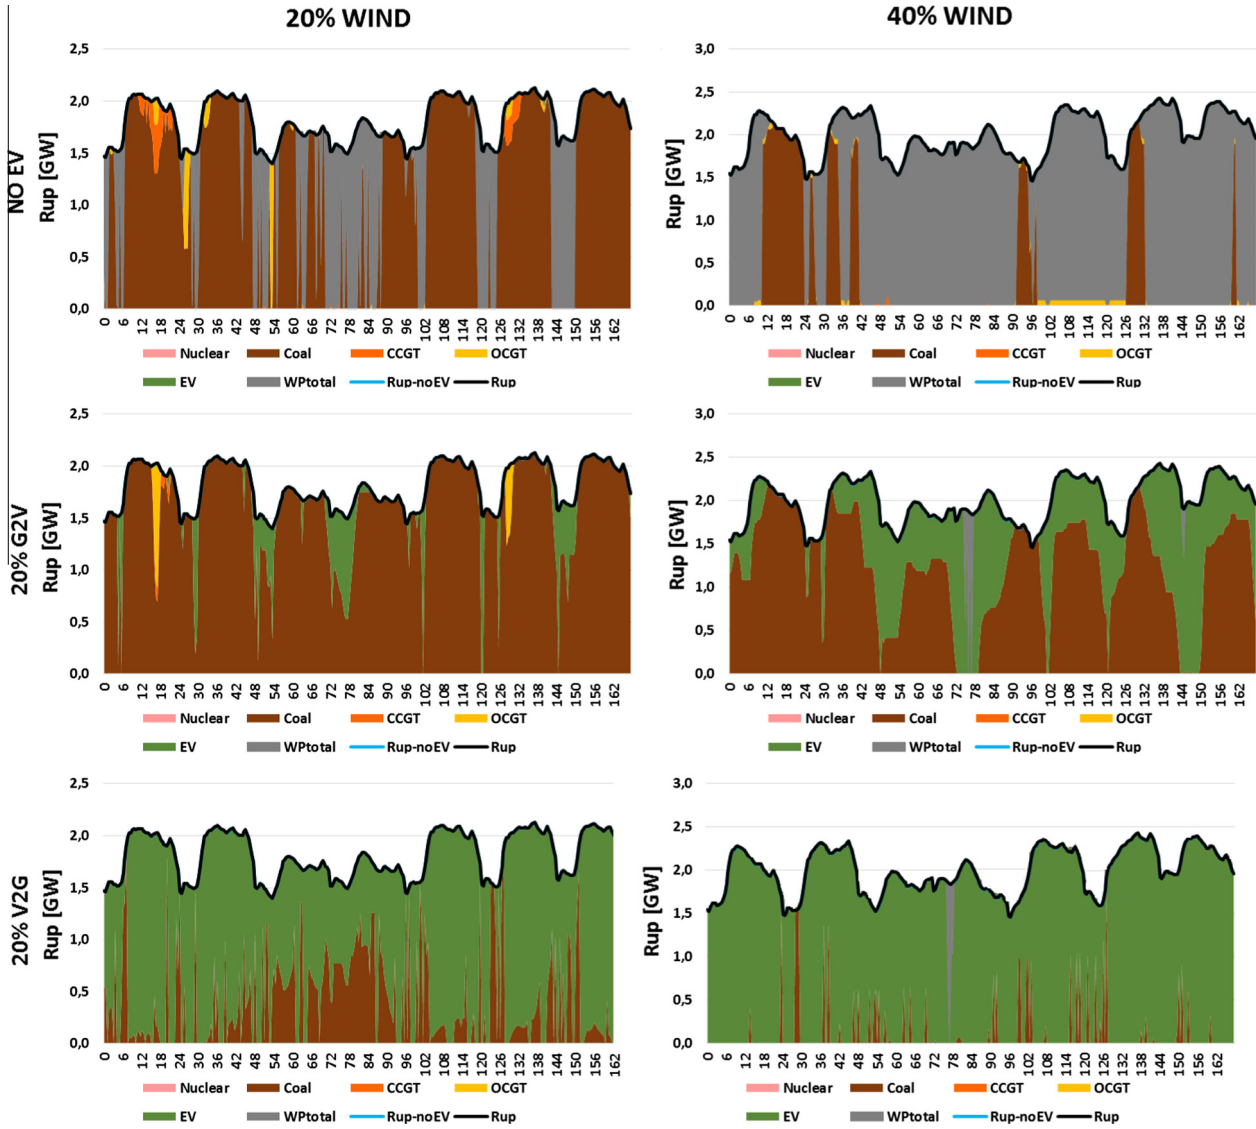 20% WIND
40% WIND
NO EV
Rup [GW]
2,5
2,0
1,5
1,0
0,5
0,0
0 6 12 18 24 30 36 42 48 54 60 66 72 78 84 90 96 102 108 114 120 126 132 138 144 150 156 162
Nuclear Coal CCGT OCGT
EV WPtotal Rup-noEV Rup
Rup [GW]
3,0
2,5
2,0
1,5
1,0
0,5
0,0
0 6 12 18 24 30 36 42 48 54 60 66 72 78 84 90 96 102 108 114 120 126 132 138 144 150 156 162
Nuclear Coal CCGT OCGT
EV WPtotal Rup-noEV Rup
20% G2V
Rup [GW]
2,5
2,0
1,5
1,0
0,5
0,0
0 6 12 18 24 30 36 42 48 54 60 66 72 78 84 90 96 102 108 114 120 126 132 138 144 150 156 162
Nuclear Coal CCGT OCGT
EV WPtotal Rup-noEV Rup
Rup [GW]
3,0
2,5
2,0
1,5
1,0
0,5
0,0
0 6 12 18 24 30 36 42 48 54 60 66 72 78 84 90 96 102 108 114 120 126 132 138 144 150 156 162
Nuclear Coal CCGT OCGT
EV WPtotal Rup-noEV Rup
20% V2G
Rup [GW]
2,5
2,0
1,5
1,0
0,5
0,0
0 6 12 18 24 30 36 42 48 54 60 66 72 78 84 90 96 102 108 114 120 126 132 138 144 150 156 162
Nuclear Coal CCGT OCGT
EV WPtotal Rup-noEV Rup
Rup [GW]
3,0
2,5
2,0
1,5
1,0
0,5
0,0
0 6 12 18 24 30 36 42 48 54 60 66 72 78 84 90 96 102 108 114 120 126 132 138 144 150 156 162
Nuclear Coal CCGT OCGT
EV WPtotal Rup-noEV Rup